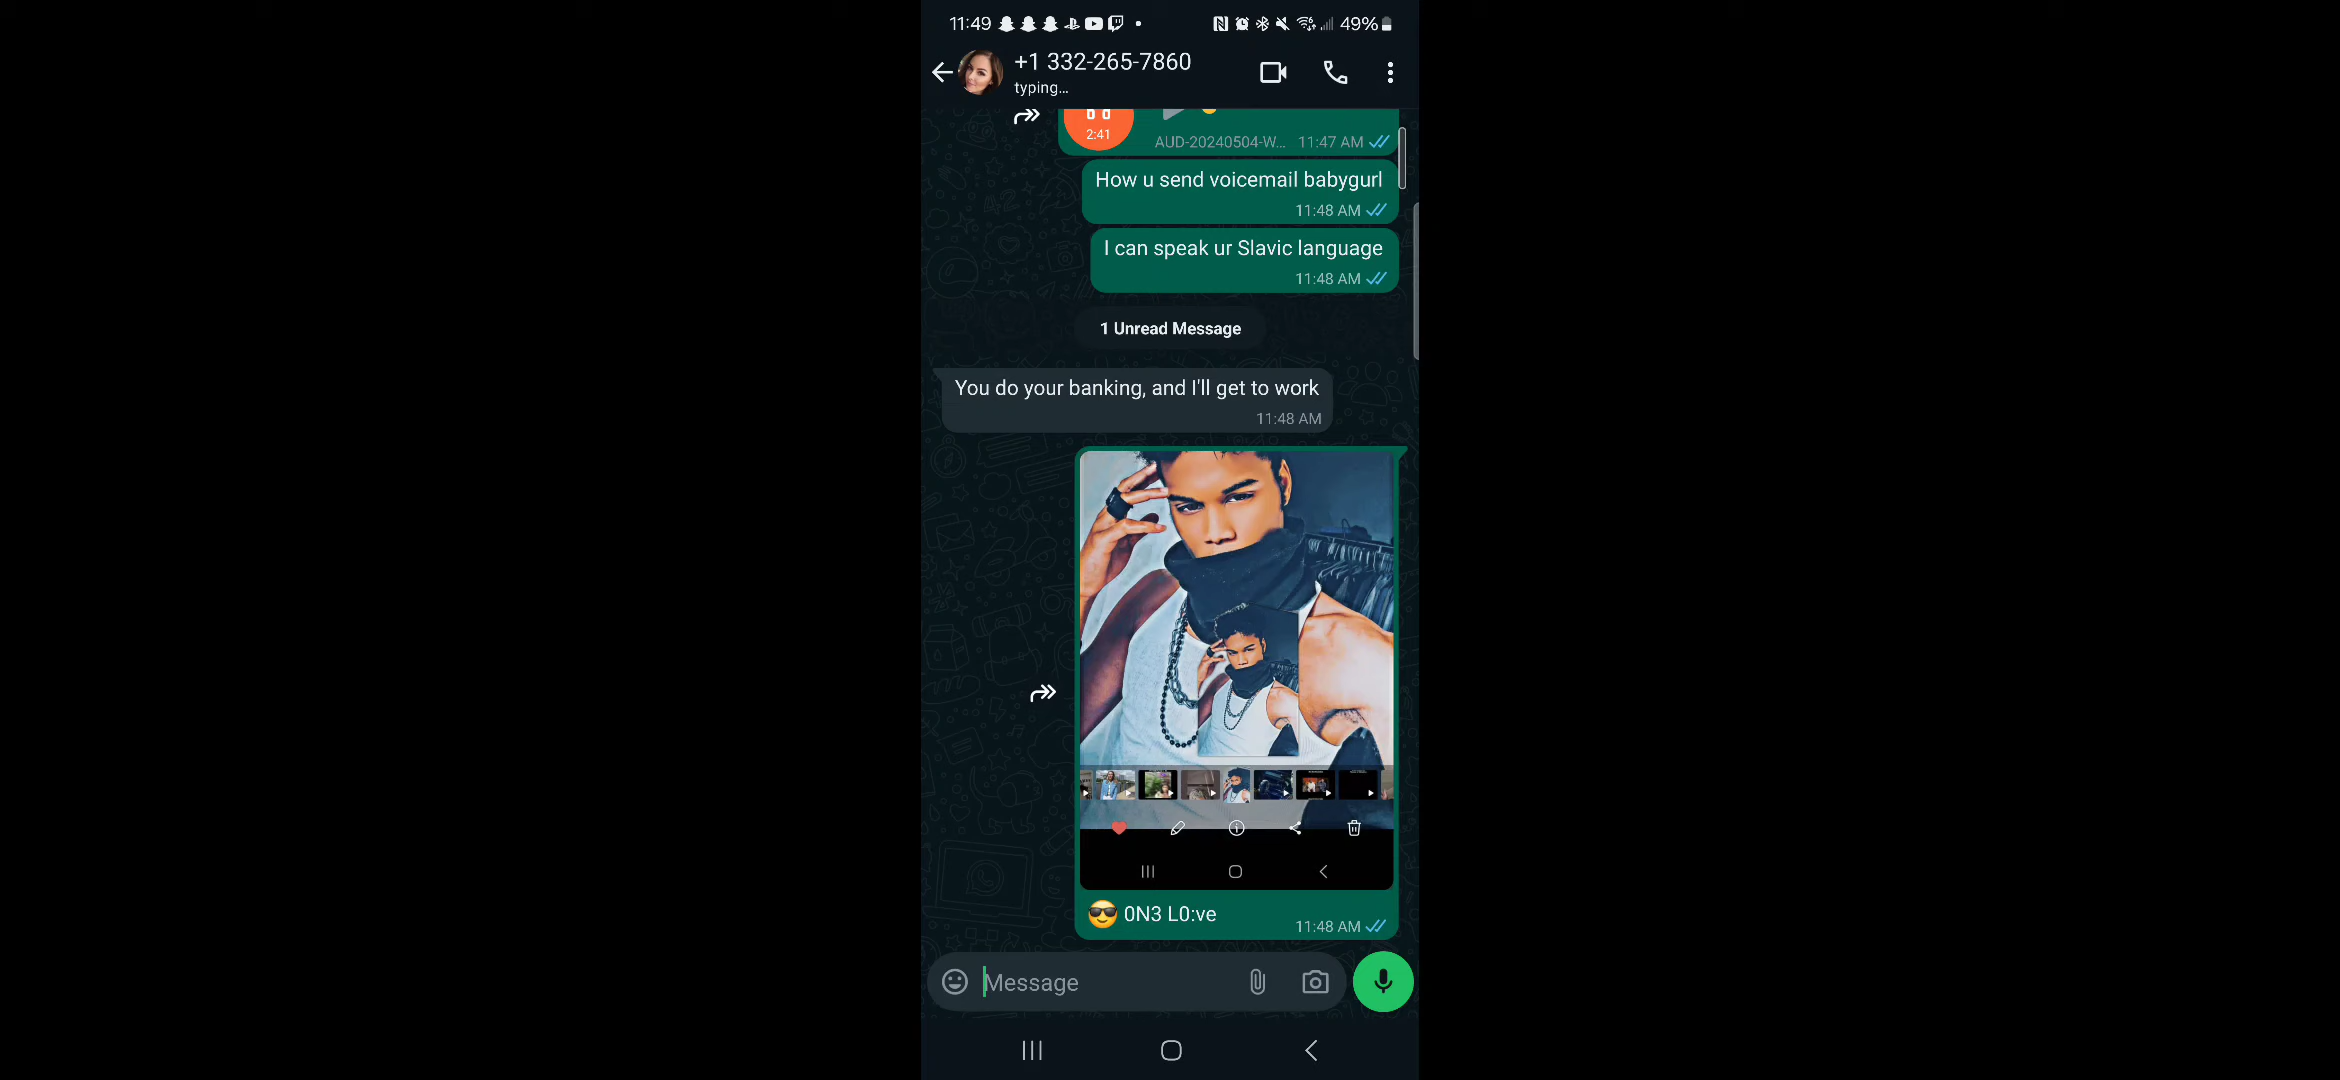 11:49
49%
+1 332-265-7860
typing...
2:41
AUD-20240504-W... 11:47 AM
How u send voicemail babygurl
11:48 AM
I can speak ur Slavic language
11:48 AM
1 Unread Message
You do your banking, and I'll get to work
11:48 AM
😎 0N3 L0:ve
11:48 AM
Message